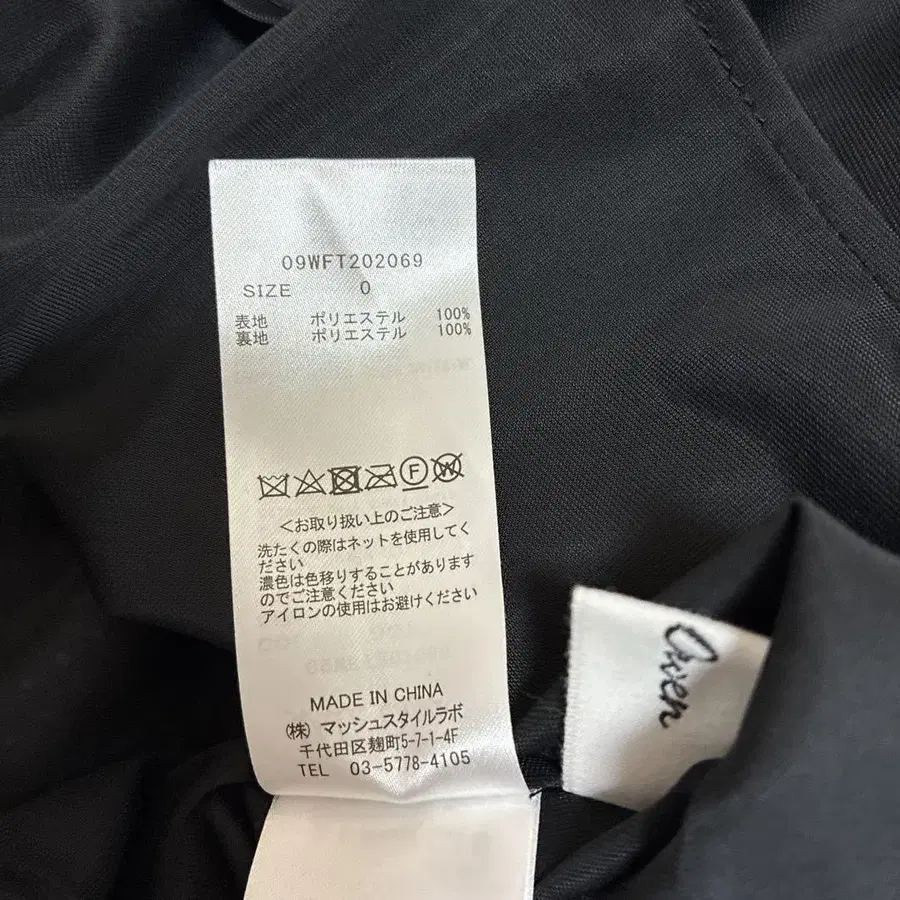 09WFT202069
SIZE 0
表地 ポリエステル 100%
裏地 ポリエステル 100%
F W
<お取り扱い上のご注意>
洗たくの際はネットを使用してく
ださい
濃色は色移りすることがあります
のでご注意ください
アイロンの使用はお避けください
MADE IN CHINA
㈱ マッシュスタイルラボ
千代田区麹町5-7-1-4F
TEL 03-5778-4105